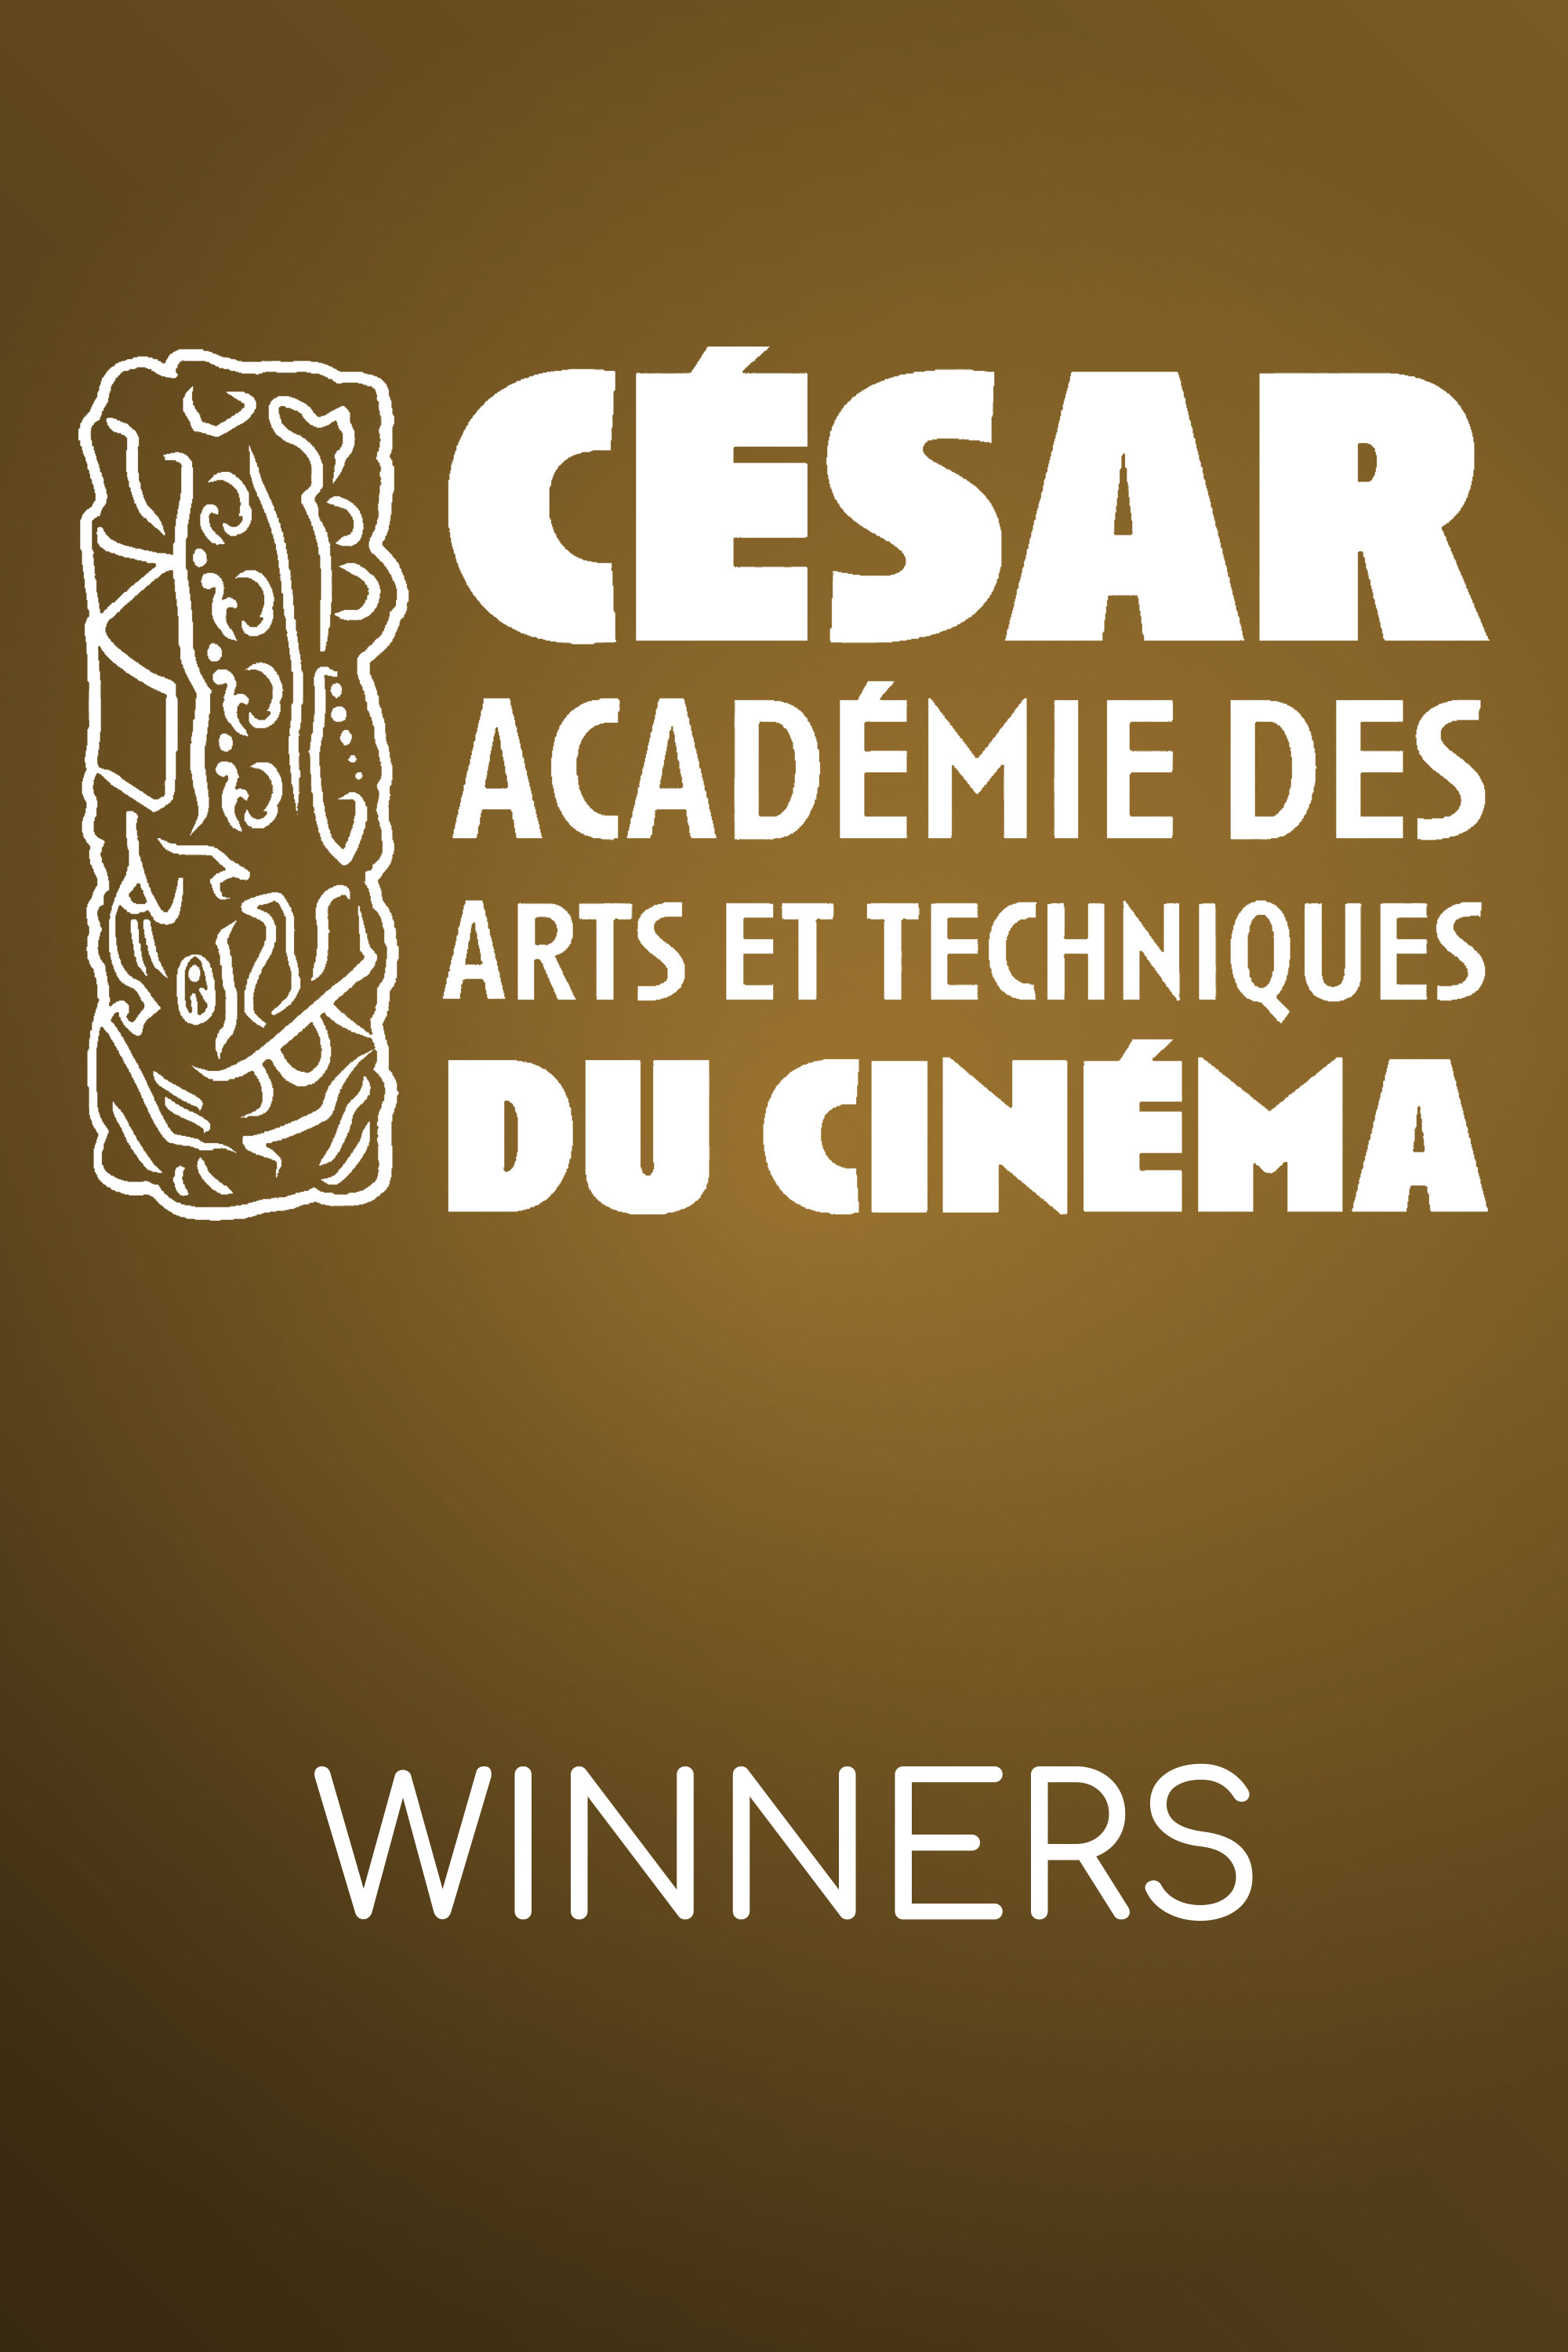 CÉSAR
ACADÉMIE DES
ARTS ET TECHNIQUES
DU CINÉMA
WINNERS